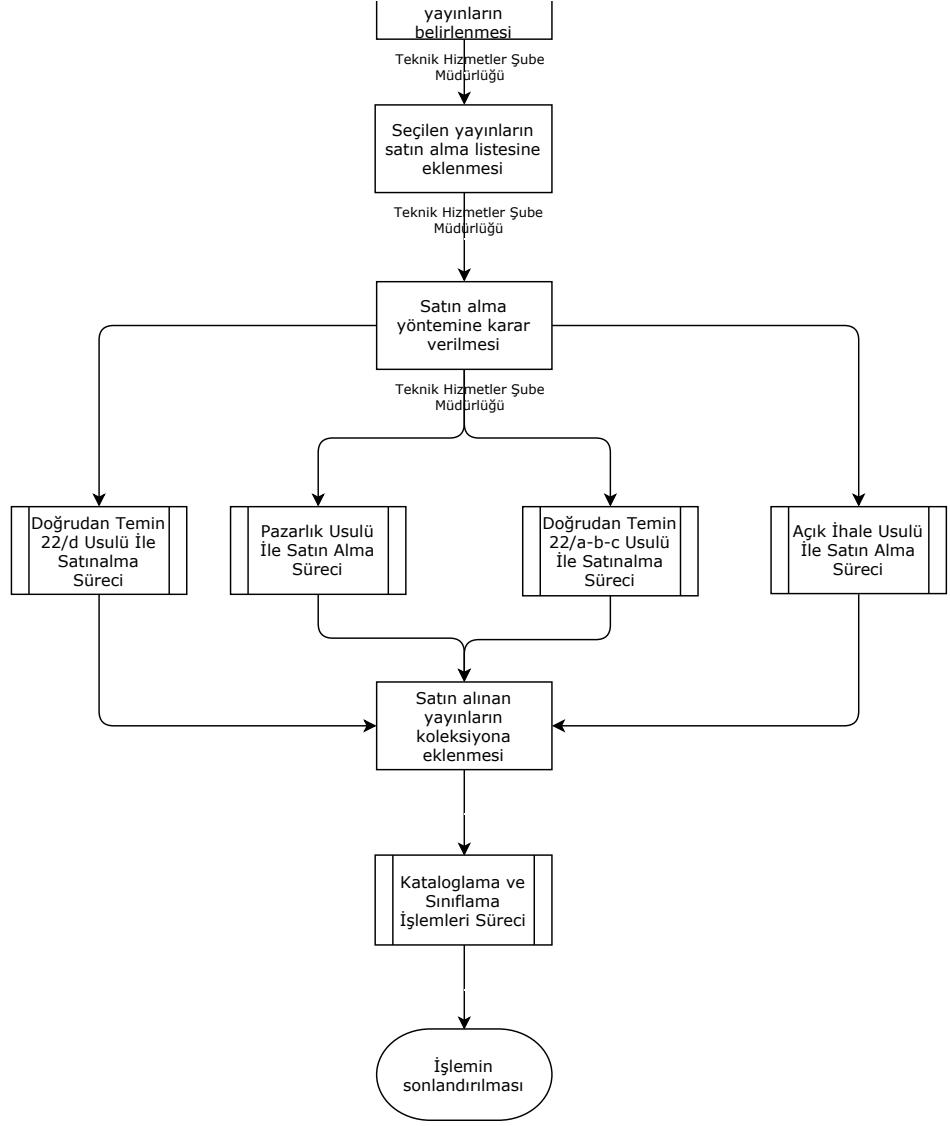 yayınların
belirlenmesi
Teknik Hizmetler Şube
Müdürlüğü
Seçilen yayınların
satın alma listesine
eklenmesi
Teknik Hizmetler Şube
Müdürlüğü
Satın alma
yöntemine karar
verilmesi
Teknik Hizmetler Şube
Müdürlüğü
Doğrudan Temin
22/d Usulü İle
Satınalma
Süreci
Pazarlık Usulü
İle Satın Alma
Süreci
Doğrudan Temin
22/a-b-c Usulü
İle Satınalma
Süreci
Açık İhale Usulü
İle Satın Alma
Süreci
Satın alınan
yayınların
koleksiyona
eklenmesi
Kataloglama ve
Sınıflama
İşlemleri Süreci
İşlemin
sonlandırılması